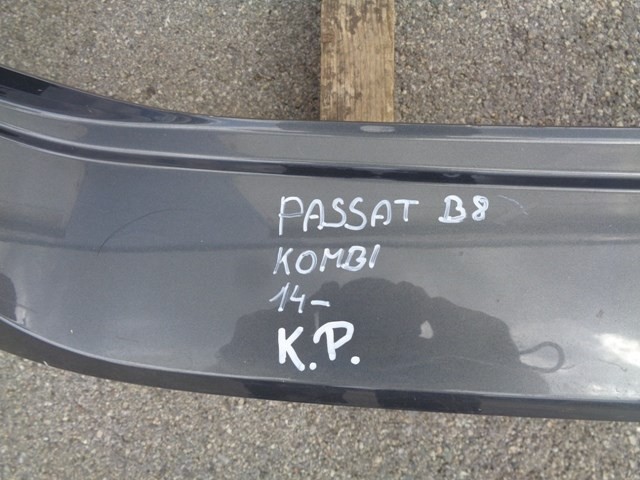 PASSAT B8
KOMBI
14-
K.P.